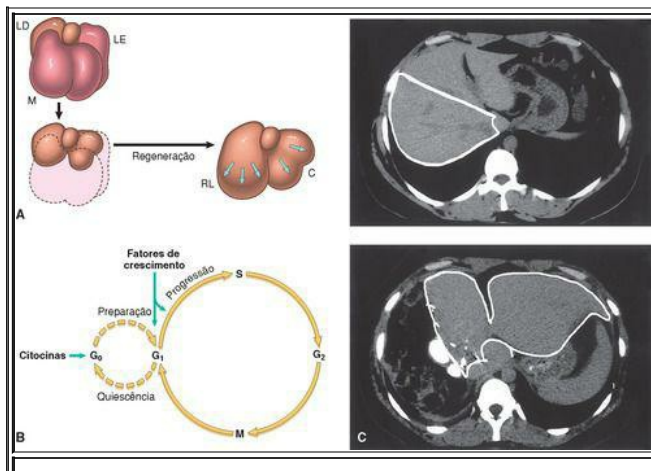 LD
LE
M
Regeneração
RL
C
A
Fatores de
crescimento
Progressão
S
Preparação
Citocinas
G₀
G₁
G₂
Quiescência
M
B
C